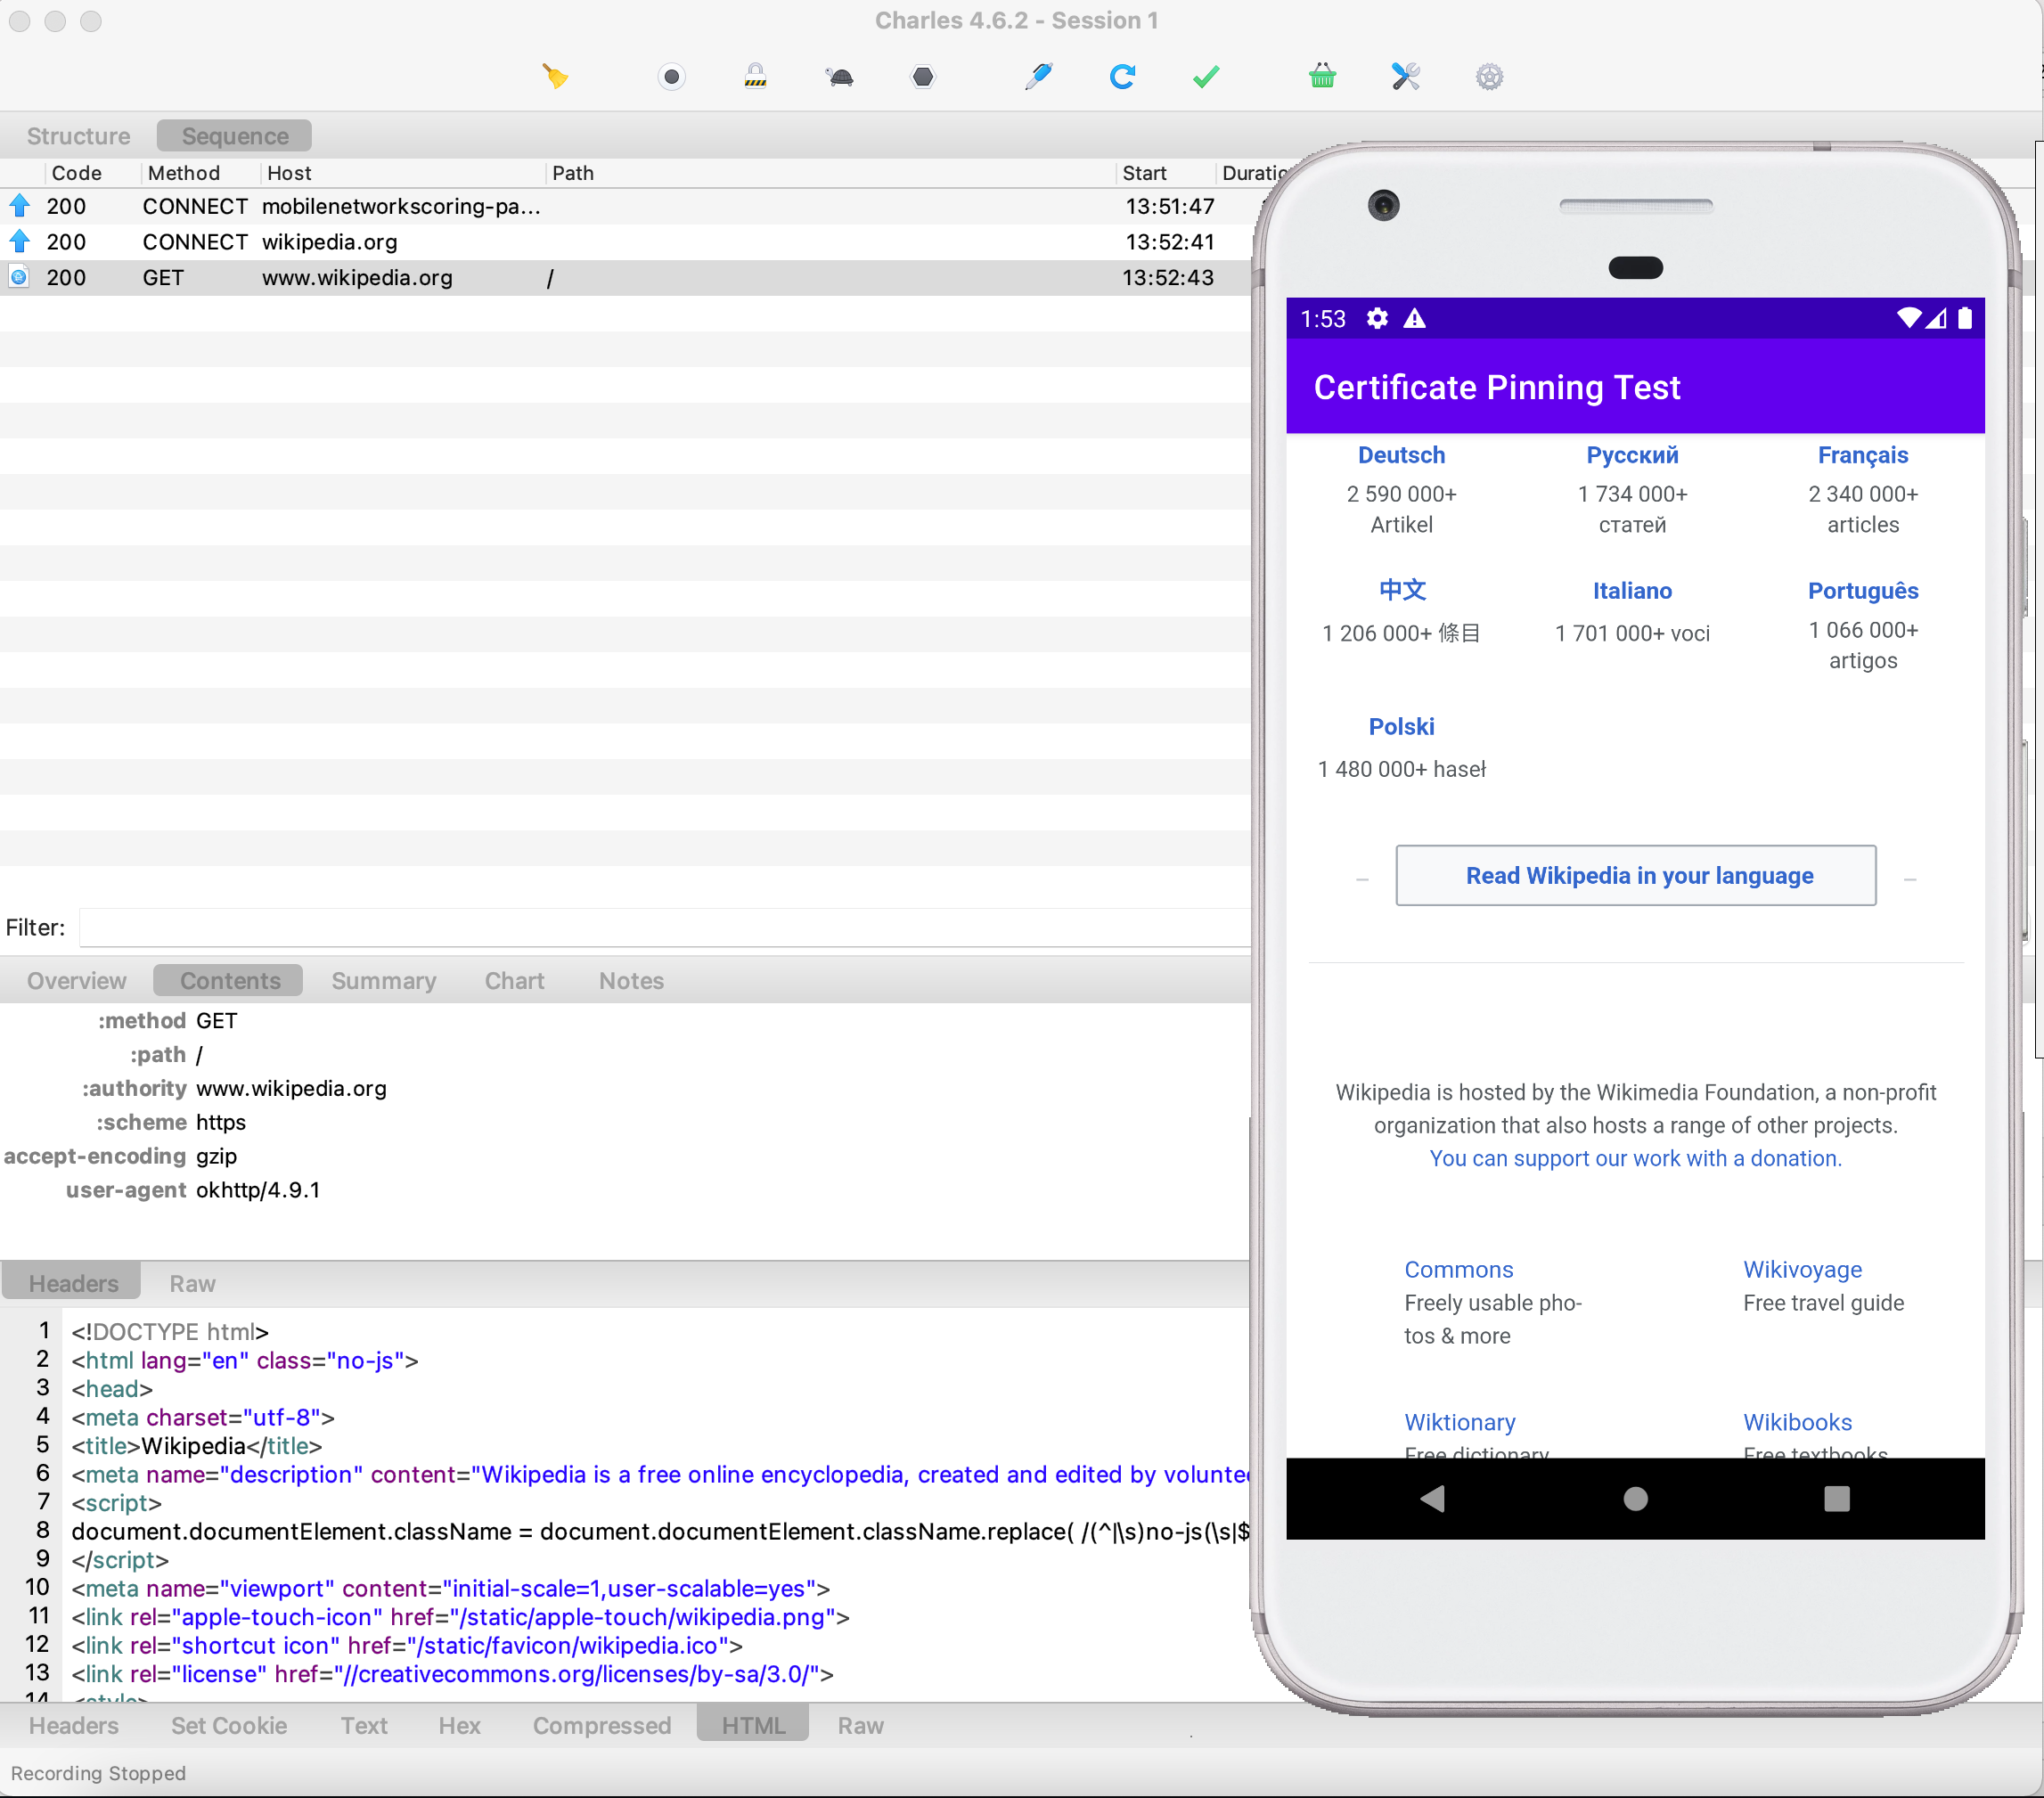 Charles 4.6.2 - Session 1
Structure Sequence
Code Method Host Path Start Duratio
200 CONNECT mobilenetworkscoring-pa... 13:51:47
200 CONNECT wikipedia.org 13:52:41
200 GET www.wikipedia.org / 13:52:43
Filter:
Overview Contents Summary Chart Notes
:method GET
:path /
:authority www.wikipedia.org
:scheme https
accept-encoding gzip
user-agent okhttp/4.9.1
Headers Raw
1 <!DOCTYPE html>
2 <html lang="en" class="no-js">
3 <head>
4 <meta charset="utf-8">
5 <title>Wikipedia</title>
6 <meta name="description" content="Wikipedia is a free online encyclopedia, created and edited by volunte
7 <script>
8 document.documentElement.className = document.documentElement.className.replace( /(^|\s)no-js(\s|$
9 </script>
10 <meta name="viewport" content="initial-scale=1,user-scalable=yes">
11 <link rel="apple-touch-icon" href="/static/apple-touch/wikipedia.png">
12 <link rel="shortcut icon" href="/static/favicon/wikipedia.ico">
13 <link rel="license" href="//creativecommons.org/licenses/by-sa/3.0/">
14 <style>
Headers Set Cookie Text Hex Compressed HTML Raw
Recording Stopped
1:53
Certificate Pinning Test
Deutsch Русский Français
2 590 000+ 1 734 000+ 2 340 000+
Artikel статей articles
中文 Italiano Português
1 206 000+ 條目 1 701 000+ voci 1 066 000+
artigos
Polski
1 480 000+ haseł
Read Wikipedia in your language
Wikipedia is hosted by the Wikimedia Foundation, a non-profit
organization that also hosts a range of other projects.
You can support our work with a donation.
Commons Wikivoyage
Freely usable pho- Free travel guide
tos & more
Wiktionary Wikibooks
Free dictionary Free textbooks